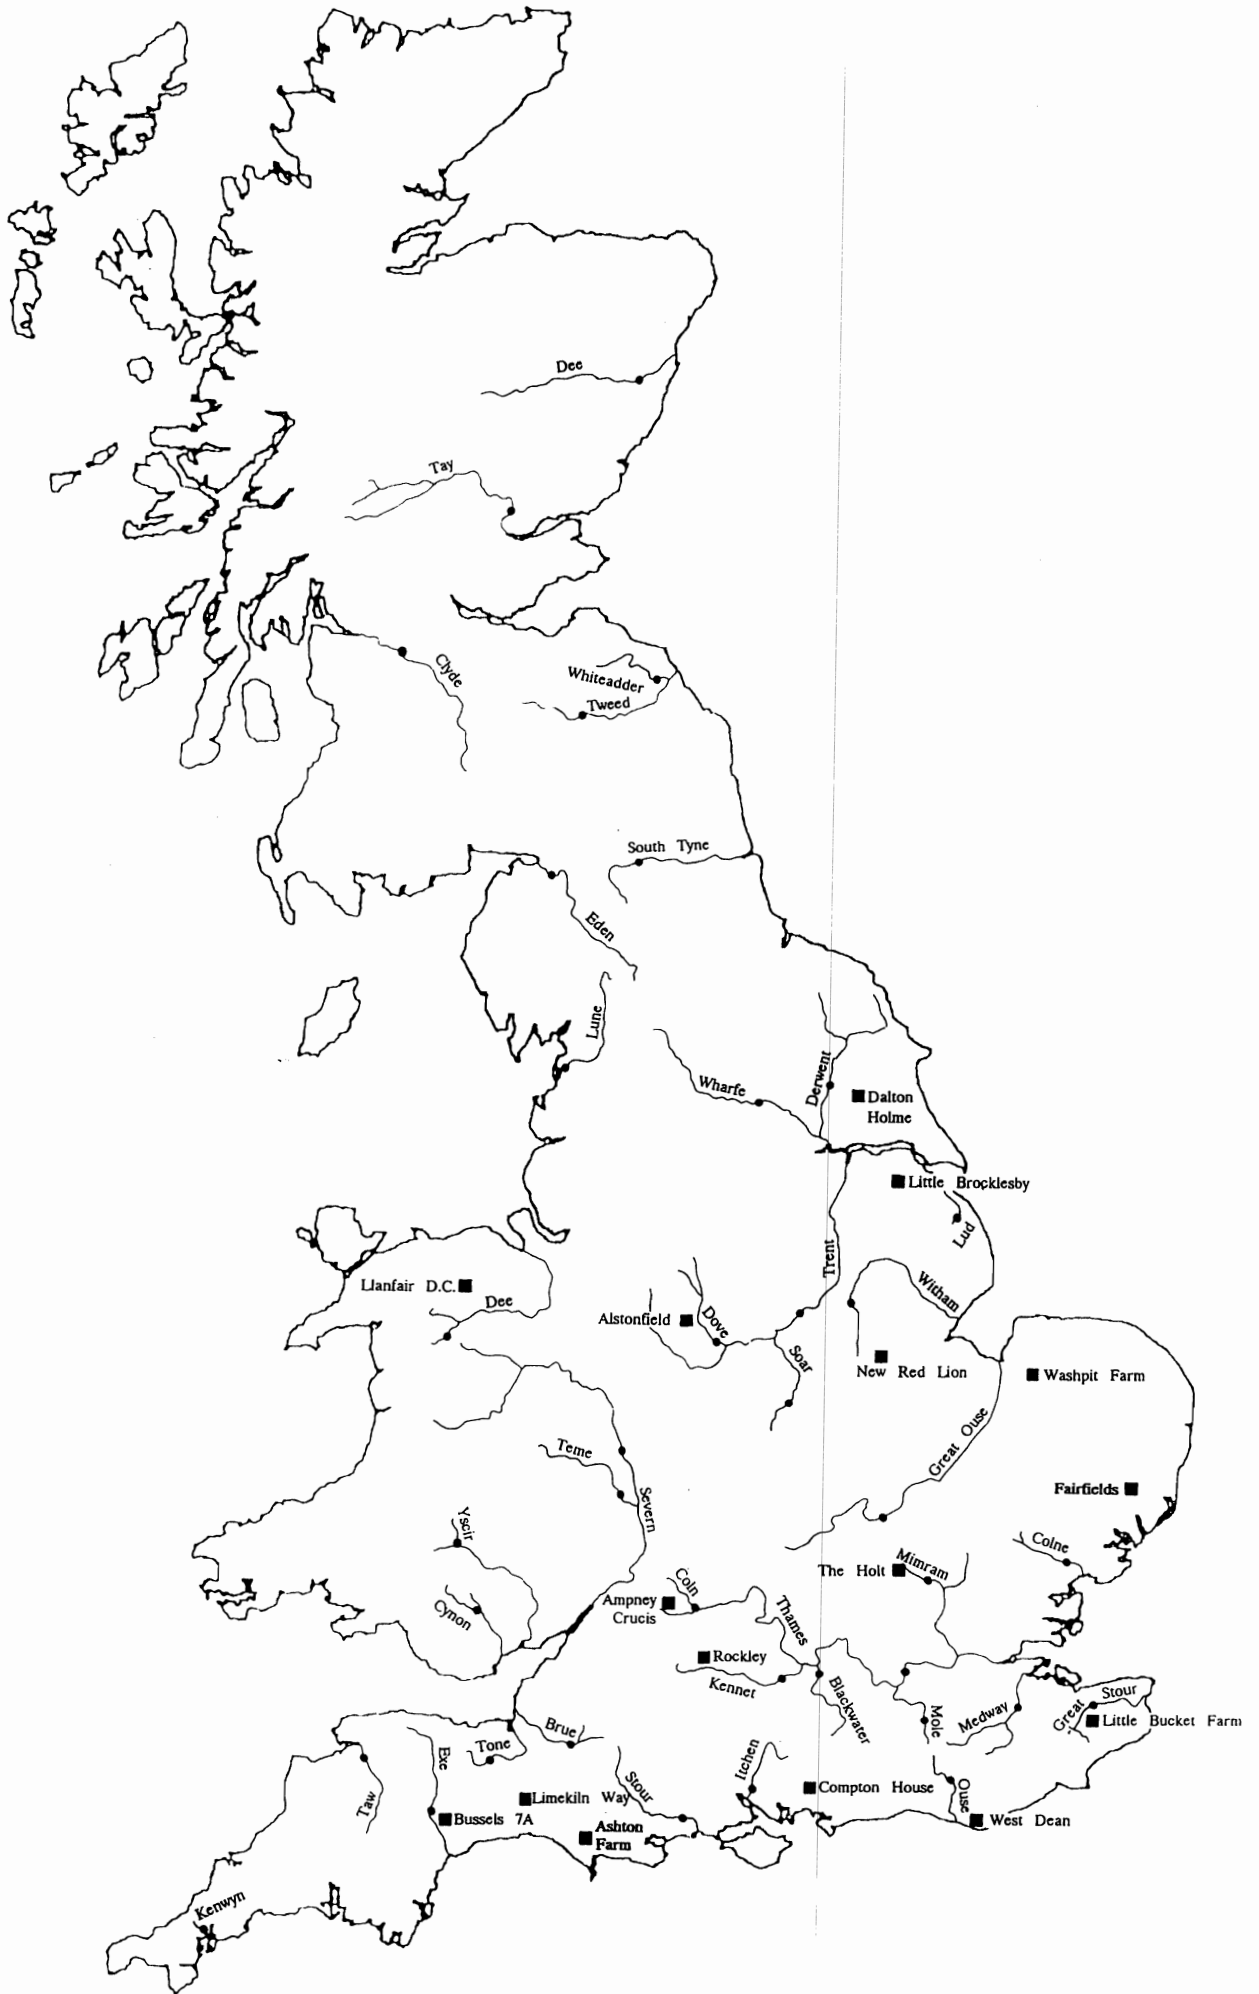 Dee
Tay
Clyde
Whiteadder
Tweed
South Tyne
Eden
Lune
Wharfe
Derwent
Dalton
Holme
Little Brocklesby
Lud
Trent
Witham
Llanfair D.C.
Dee
Alstonfield
Dove
Soar
New Red Lion
Washpit Farm
Great Ouse
Teme
Severn
Fairfields
Yscir
Colne
The Holt
Mimram
Cynon
Coln
Ampney
Crucis
Thames
Rockley
Kennet
Blackwater
Mole
Medway
Great Stour
Little Bucket Farm
Brue
Tone
Exe
Taw
Stour
Itchen
Compton House
Ouse
West Dean
Limekiln Way
Bussels 7A
Ashton
Farm
Kenwyn